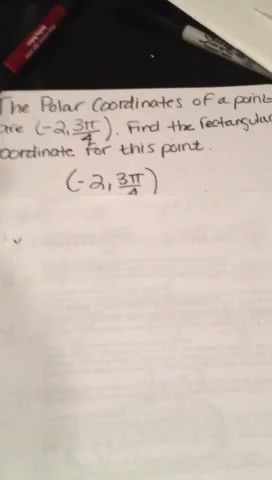 The Polar Coordinates of a point
are (-2, 3π/4). Find the rectangular
coordinate for this point.
(-2, 3π/4)